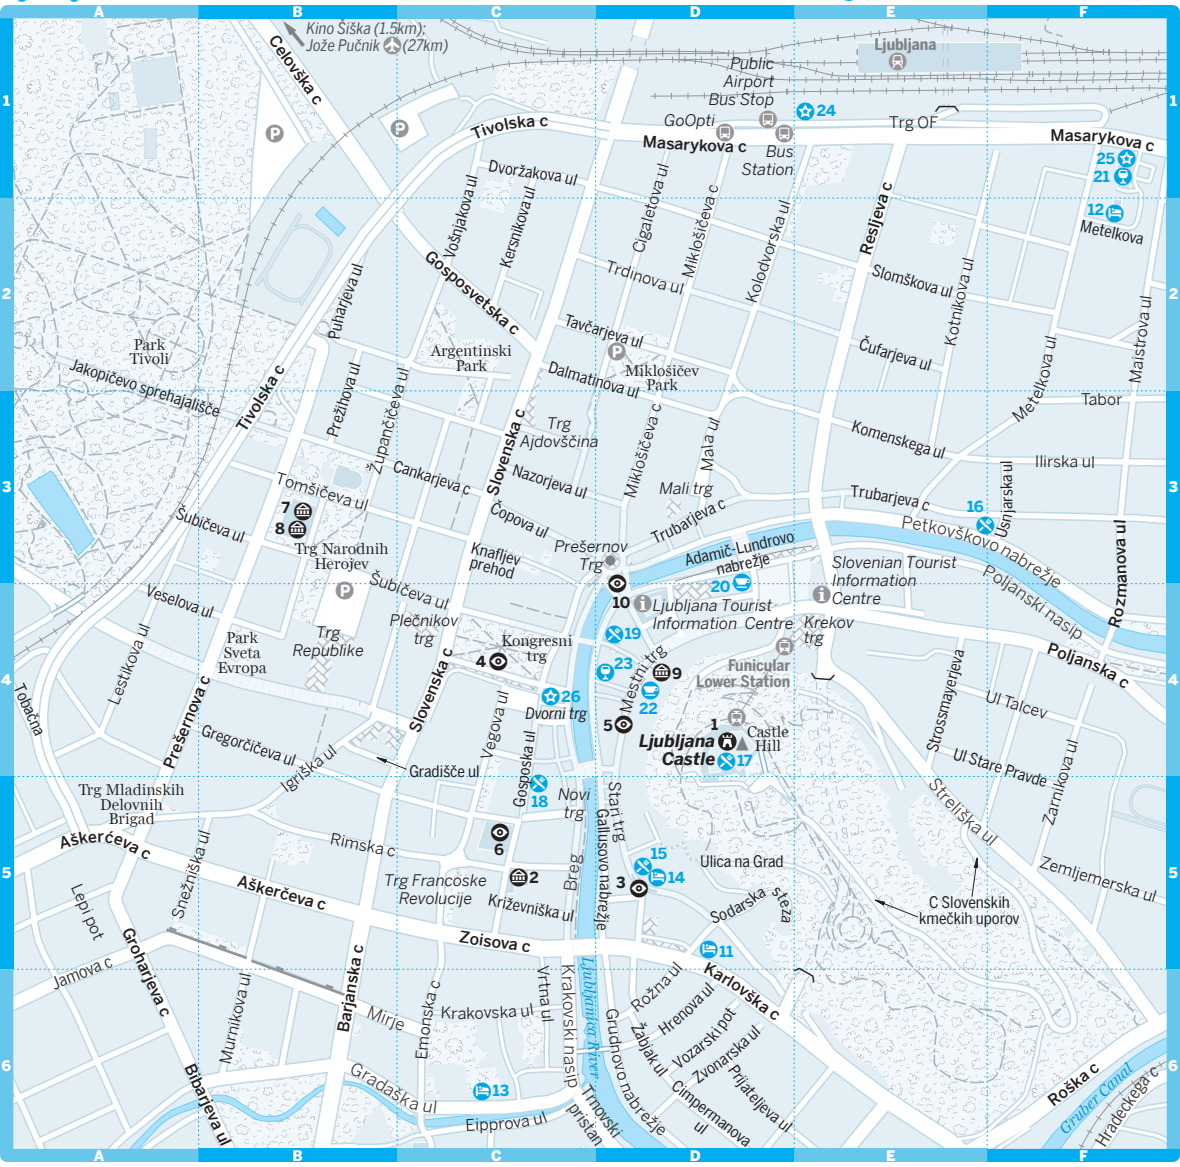 A
B
C
D
E
F
Kino Šiška (1.5km);
Jože Pučnik (27km)
Celovška c
Ljubljana
Public
Airport
Bus Stop
1
P
P
Tivolska c
GoOpti
24
Trg OF
1
Masarykova c
Masarykova c
Bus
Station
25
21
Dvoržakova ul
12
Metelkova
Vošnjakova ul
Kersnikova ul
Cigaletova ul
Miklošičeva c
Kolodvorska ul
Resljeva c
Gosposvetska c
Trdinova ul
Slomškova ul
Kotnikova ul
2
2
Puharjeva ul
Maistrova ul
Tavčarjeva ul
P
Park
Tivoli
Argentinski
Park
Čufarjeva ul
Metelkova ul
Jakopičevo sprehajališče
Dalmatinova ul
Miklošičev
Park
Tivolska c
Prežihova ul
Župančičeva ul
Tabor
Trg
Ajdovščina
Slovenska c
Miklošičeva c
Mala ul
Komenskega ul
Cankarjeva c
Nazorjeva ul
Ilirska ul
3
3
Tomšičeva ul
Mali trg
Trubarjeva c
Usnjarska ul
7
8
Šubičeva ul
Čopova ul
Trubarjeva c
16
Petkovškovo nabrežje
Trg Narodnih
Herojev
Knafljev
prehod
Prešernov
Trg
Adamič-Lundrovo
nabrežje
Rozmanova ul
Slovenian Tourist
Information
Centre
Poljanski nasip
P
Šubičeva ul
20
10
Veselova ul
Ljubljana Tourist
Information Centre
Krekov
trg
Plečnikov
trg
Trg
Republike
Park
Sveta
Evropa
Kongresni
trg
19
Lestikova ul
4
23
Mestni trg
9
Funicular
Lower Station
Poljanska c
4
4
Tobačna
Prešernova c
Slovenska c
26
22
Strossmayerjeva
Ul Talcev
Dvorni trg
5
1
Castle
Hill
Ljubljana
Castle
17
Vegova ul
Gregorčičeva ul
Igriška ul
Gradišče ul
Gosposka ul
Ul Stare Pravde
Zarnikova ul
Trg Mladinskih
Delovnih
Brigad
18
Novi
trg
Stari trg
Streliška ul
Aškerčeva c
Rimska c
6
Gallusovo nabrežje
15
Ulica na Grad
Zemljemerska ul
5
5
Snežniška ul
Lepi pot
Aškerčeva c
Trg Francoske
Revolucije
2
Breg
14
3
Križevniška ul
Sodarska
steza
C Slovenskih
kmečkih uporov
Zoisova c
11
Groharjeva c
Jamova c
Murnikova ul
Barjanska c
Emonska c
Mirje
Krakovska ul
Vrtna ul
Krakovski nasip
Ljubljanica River
Rožna ul
Karlovška c
Hrenova ul
Vozarski pot
Žabjak ul
Grudnovo nabrežje
Zvonarska ul
Prijateljeva ul
Cimpermanova
ul
6
6
Bibarjeva ul
Gradaška ul
13
Eipprova ul
Trnovski
pristan
Roška c
Gruber Canal
Hradeckega c
A
B
C
D
E
F